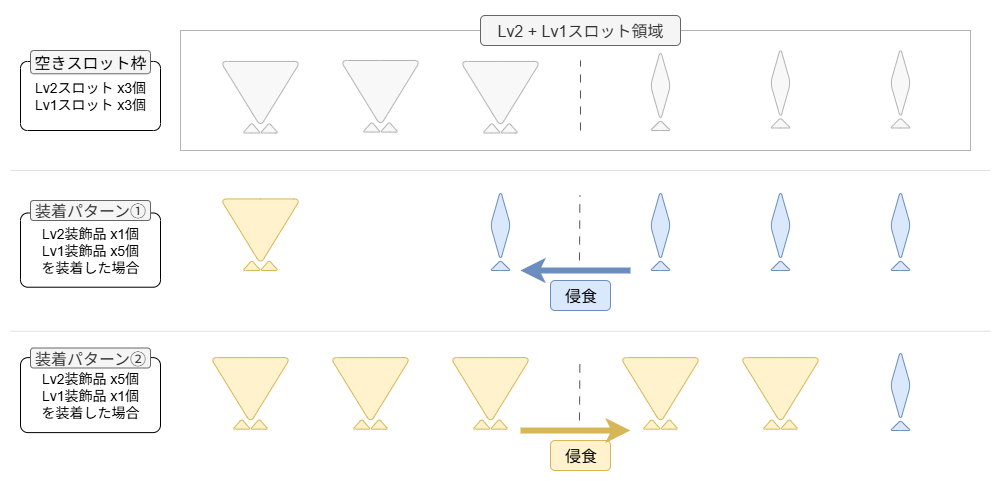 Lv2 + Lv1スロット領域
空きスロット枠
Lv2スロット x3個
Lv1スロット x3個
装着パターン①
Lv2装飾品 x1個
Lv1装飾品 x5個
を装着した場合
侵食
装着パターン②
Lv2装飾品 x5個
Lv1装飾品 x1個
を装着した場合
侵食